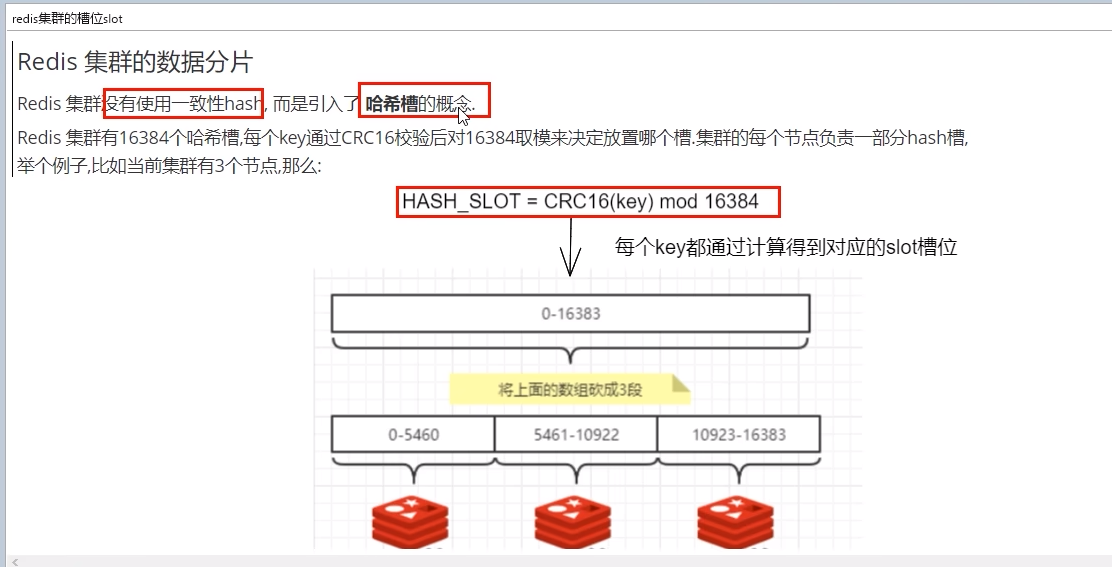 redis集群的槽位slot
Redis 集群的数据分片
Redis 集群没有使用一致性hash, 而是引入了 哈希槽的概念.
Redis 集群有16384个哈希槽,每个key通过CRC16校验后对16384取模来决定放置哪个槽.集群的每个节点负责一部分hash槽,
举个例子,比如当前集群有3个节点,那么:
HASH_SLOT = CRC16(key) mod 16384
每个key都通过计算得到对应的slot槽位
0-16383
将上面的数组砍成3段
0-5460 5461-10922 10923-16383